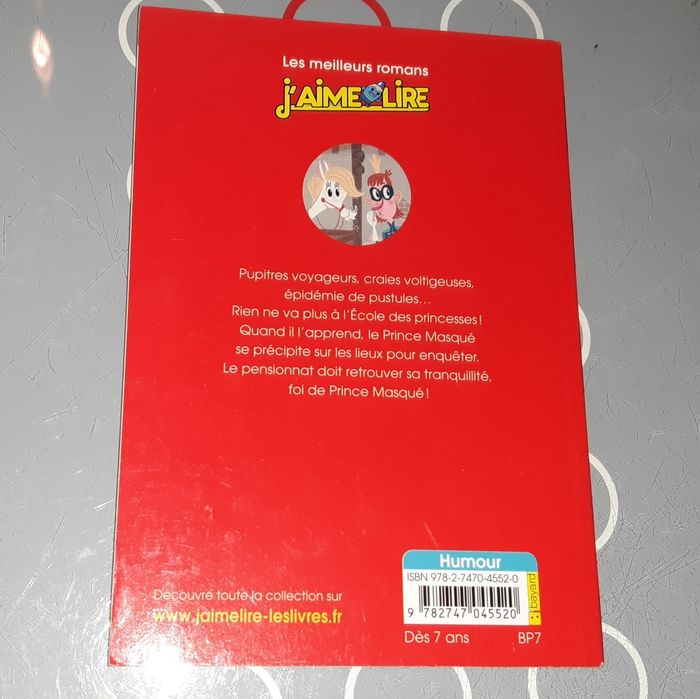 Les meilleurs romans
J'AIME LIRE
Pupitres voyageurs, craies voltigeuses,
épidémie de pustules...
Rien ne va plus à l'École des princesses !
Quand il l'apprend, le Prince Masqué
se précipite sur les lieux pour enquêter.
Le pensionnat doit retrouver sa tranquillité,
foi de Prince Masqué !
Humour
ISBN 978-2-7470-4552-0
9 782747 045520
bayard
Découvre toute la collection sur
www.jaimelire-leslivres.fr
Dès 7 ans
BP7